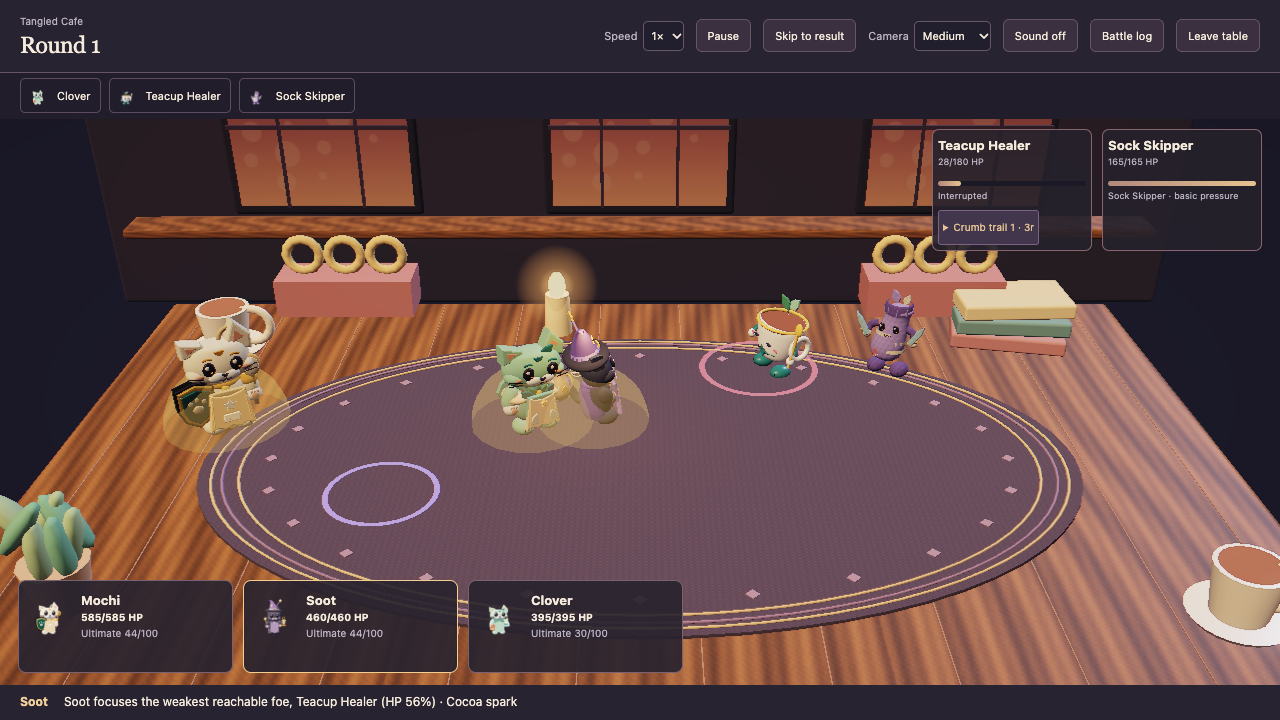 Tangled Cafe
Round 1
Speed 1× Pause Skip to result Camera Medium Sound off Battle log Leave table
Clover Teacup Healer Sock Skipper
Teacup Healer
28/180 HP
Interrupted
Crumb trail 1 · 3r
Sock Skipper
165/165 HP
Sock Skipper · basic pressure
Mochi
585/585 HP
Ultimate 44/100
Soot
460/460 HP
Ultimate 44/100
Clover
395/395 HP
Ultimate 30/100
Soot Soot focuses the weakest reachable foe, Teacup Healer (HP 56%) · Cocoa spark